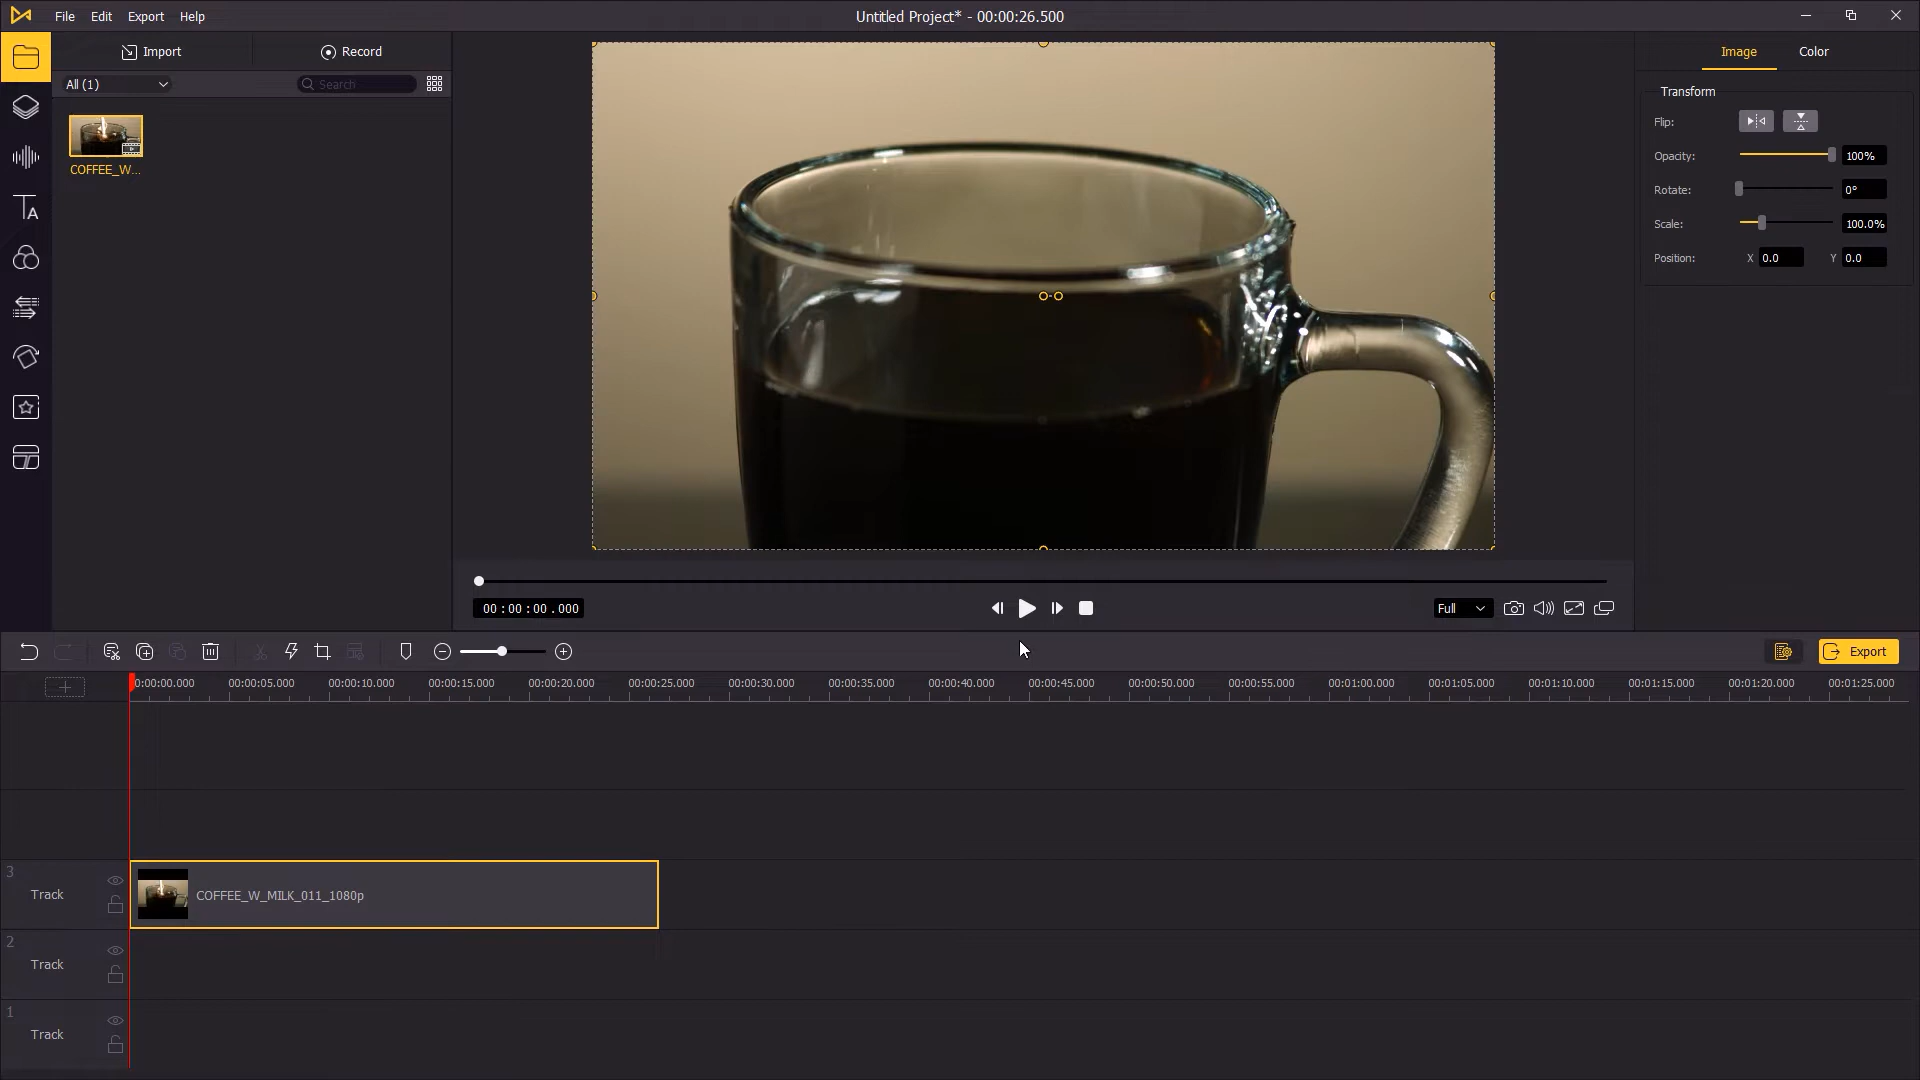 File Edit Export Help
Untitled Project* - 00:00:26.500
Import Record
All (1) Search
COFFEE_W...
Image Color
Transform
Flip:
Opacity: 100%
Rotate: 0°
Scale: 100.0%
Position: X 0.0 Y 0.0
00 : 00 : 00 . 000
Full
Export
0:00:00.000 00:00:05.000 00:00:10.000 00:00:15.000 00:00:20.000 00:00:25.000 00:00:30.000 00:00:35.000 00:00:40.000 00:00:45.000 00:00:50.000 00:00:55.000 00:01:00.000 00:01:05.000 00:01:10.000 00:01:15.000 00:01:20.000 00:01:25.000
3
Track
COFFEE_W_MILK_011_1080p
2
Track
1
Track